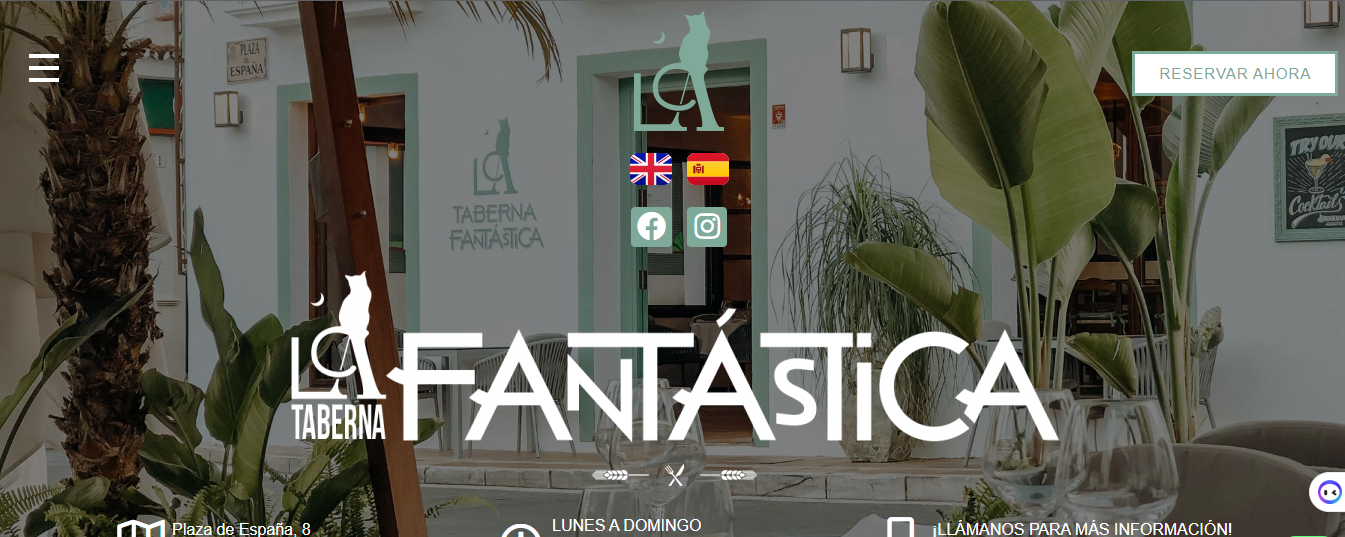 PLAZA
DE
ESPAÑA
RESERVAR AHORA
LA
TABERNA
FANTÁSTICA
TRY OUR
Cocktails
LA
TABERNA
FANTÁSTICA
Plaza de España, 8
LUNES A DOMINGO
¡LLÁMANOS PARA MÁS INFORMACIÓN!